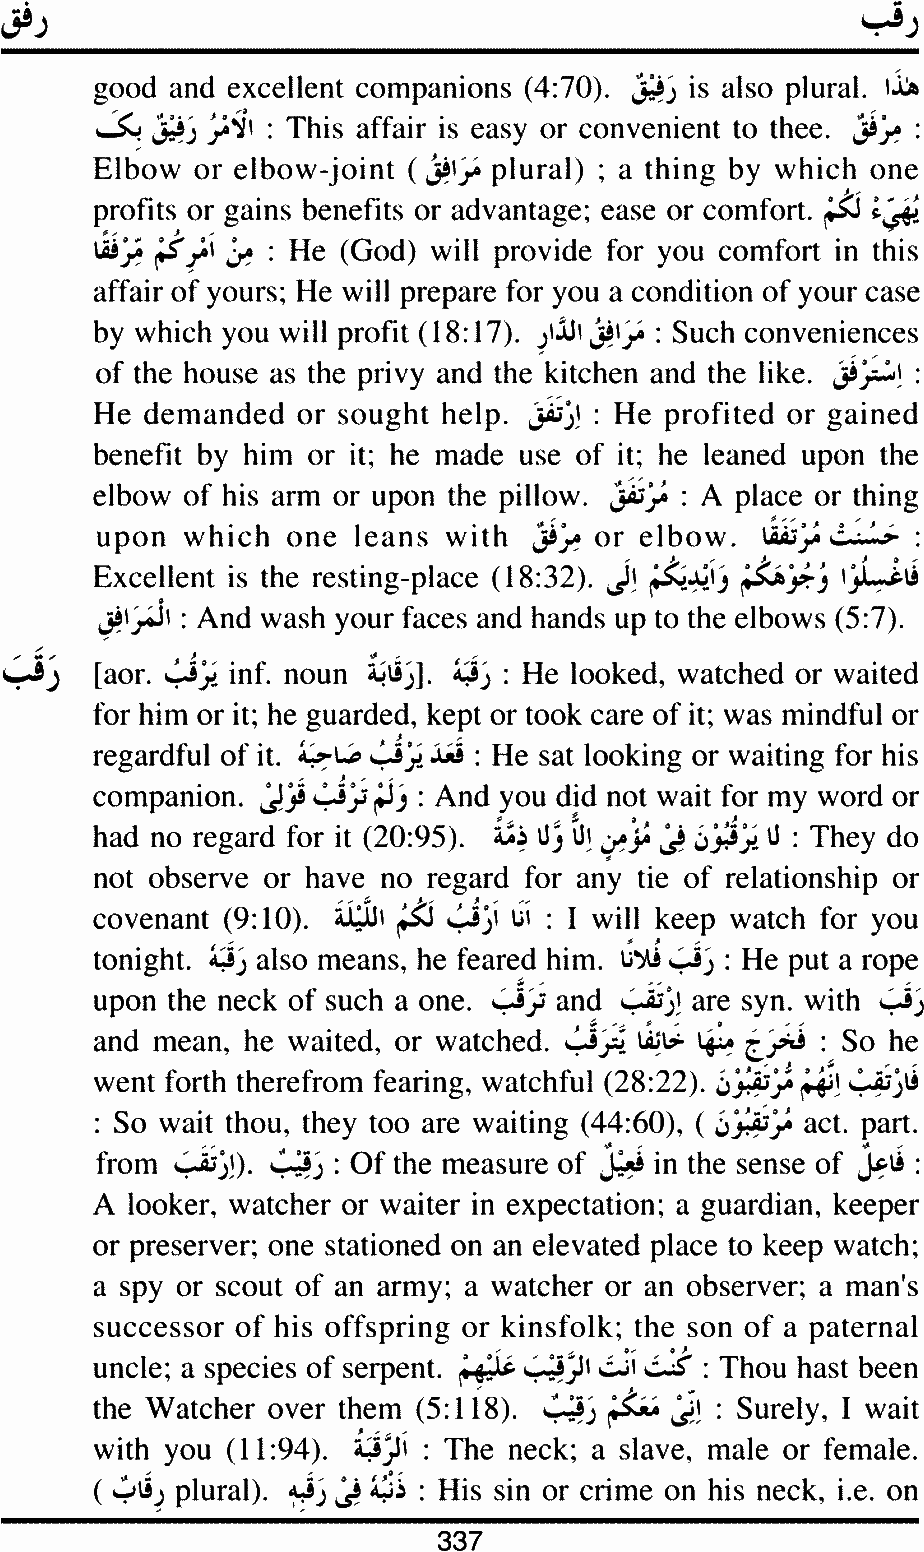 رفق رقب
good and excellent companions (4:70). رَفِيْقٌ is also plural. هٰذَا
الْاَمْرُ رَفِيْقٌ بِکَ : This affair is easy or convenient to thee. مِرْفَقٌ :
Elbow or elbow-joint ( مَرَافِقُ plural) ; a thing by which one
profits or gains benefits or advantage; ease or comfort. يُهَيِّءْ لَكُمْ
مِنْ اَمْرِكُمْ مِّرْفَقًا : He (God) will provide for you comfort in this
affair of yours; He will prepare for you a condition of your case
by which you will profit (18:17). مَرَافِقُ الدَّارِ : Such conveniences
of the house as the privy and the kitchen and the like. اِسْتَرْفَقَ :
He demanded or sought help. اِرْتَفَقَ : He profited or gained
benefit by him or it; he made use of it; he leaned upon the
elbow of his arm or upon the pillow. مُرْتَفَقٌ : A place or thing
upon which one leans with مِرْفَقٌ or elbow. حَسُنَتْ مُرْتَفَقًا :
Excellent is the resting-place (18:32). فَاغْسِلُوْا وُجُوْهَكُمْ وَاَيْدِيَكُمْ اِلَى
الْمَرَافِقِ : And wash your faces and hands up to the elbows (5:7).
رَقَبَ [aor. يَرْقُبُ inf. noun رَقَابَةٌ]. رَقَبَهٗ : He looked, watched or waited
for him or it; he guarded, kept or took care of it; was mindful or
regardful of it. قَعَدَ يَرْقُبُ صَاحِبَهٗ : He sat looking or waiting for his
companion. وَلَمْ تَرْقُبْ قَوْلِىْ : And you did not wait for my word or
had no regard for it (20:95). لَا يَرْقُبُوْنَ فِىْ مُؤْمِنٍ اِلًّا وَّلَا ذِمَّةً : They do
not observe or have no regard for any tie of relationship or
covenant (9:10). اَنَا اَرْقُبُ لَكُمُ اللَّيْلَةَ : I will keep watch for you
tonight. رَقَبَهٗ also means, he feared him. رَقَبَ فُلَانًا : He put a rope
upon the neck of such a one. تَرَقَّبَ and اِرْتَقَبَ are syn. with رَقَبَ
and mean, he waited, or watched. فَخَرَجَ مِنْهَا خَائِفًا يَّتَرَقَّبُ : So he
went forth therefrom fearing, watchful (28:22). فَارْتَقِبْ اِنَّهُمْ مُرْتَقِبُوْنَ
: So wait thou, they too are waiting (44:60), ( مُرْتَقِبُوْنَ act. part.
from اِرْتَقَبَ). رَقِيْبٌ : Of the measure of فَعِيْلٌ in the sense of فَاعِلٌ :
A looker, watcher or waiter in expectation; a guardian, keeper
or preserver; one stationed on an elevated place to keep watch;
a spy or scout of an army; a watcher or an observer; a man's
successor of his offspring or kinsfolk; the son of a paternal
uncle; a species of serpent. كُنْتَ اَنْتَ الرَّقِيْبَ عَلَيْهِمْ : Thou hast been
the Watcher over them (5:118). اِنِّىْ مَعَكُمْ رَقِيْبٌ : Surely, I wait
with you (11:94). اَلرَّقَبَةُ : The neck; a slave, male or female.
( رِقَابٌ plural). ذَنْبُهٗ فِىْ رَقَبِهٖ : His sin or crime on his neck, i.e. on
337